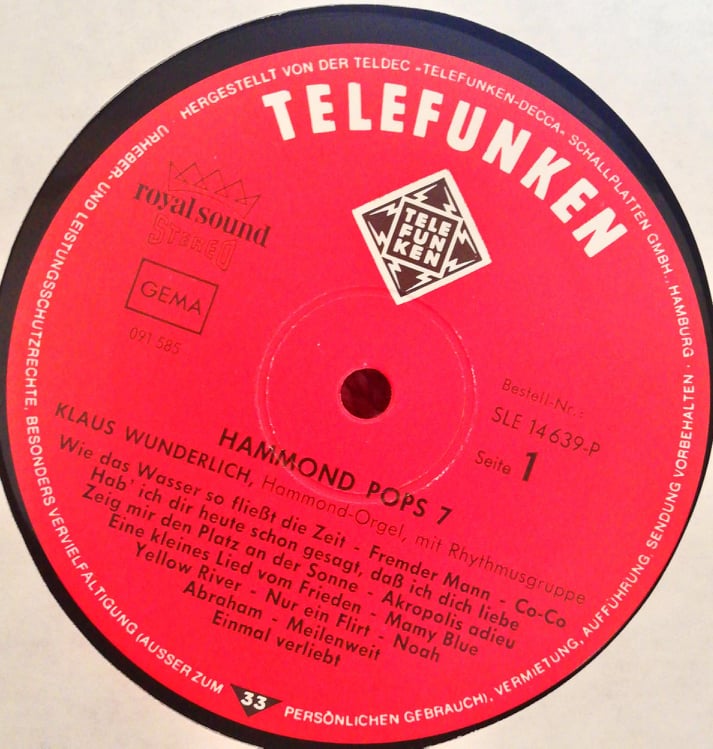 HERGESTELLT VON DER TELDEC »TELEFUNKEN-DECCA« SCHALLPLATTEN GMBH., HAMBURG · URHEBER- UND LEISTUNGSSCHUTZRECHTE, BESONDERS VERVIELFÄLTIGUNG (AUSSER ZUM PERSÖNLICHEN GEBRAUCH), VERMIETUNG, AUFFÜHRUNG, SENDUNG VORBEHALTEN ·
TELEFUNKEN
TELE
FUN
KEN
royal sound
STEREO
GEMA
091 585
Bestell-Nr.:
SLE 14 639-P
Seite 1
HAMMOND POPS 7
KLAUS WUNDERLICH, Hammond-Orgel, mit Rhythmusgruppe
Wie das Wasser so fließt die Zeit - Fremder Mann - Co-Co
Hab' ich dir heute schon gesagt, daß ich dich liebe
Zeig mir den Platz an der Sonne - Akropolis adieu
Eine kleines Lied vom Frieden - Mamy Blue
Yellow River - Nur ein Flirt - Noah
Abraham - Meilenweit
Einmal verliebt
33